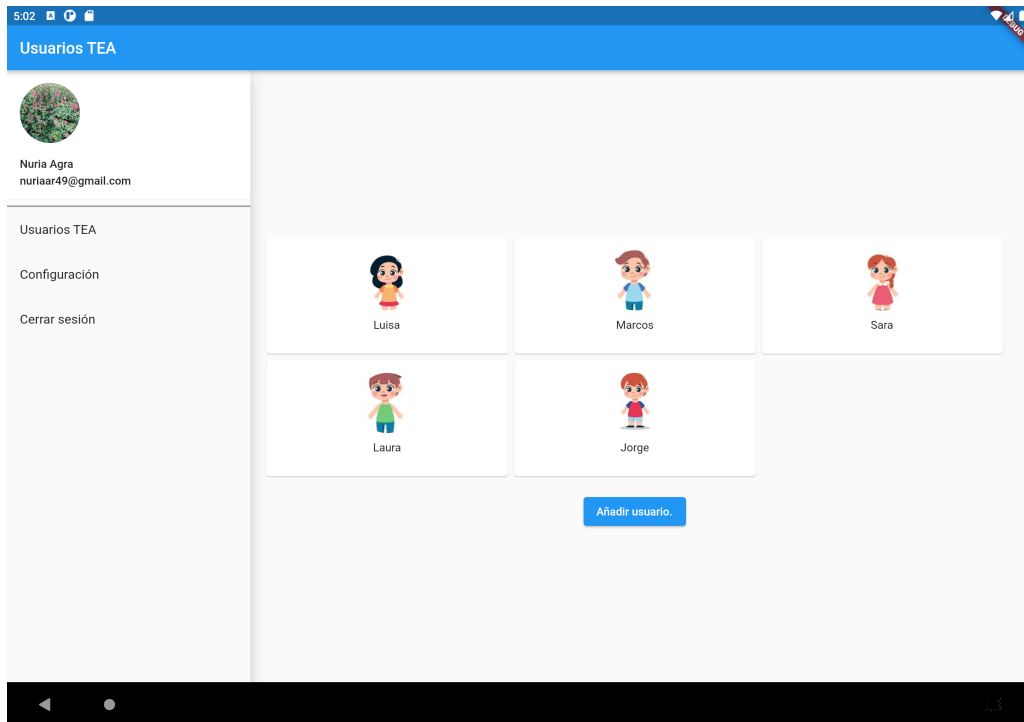 5:02
Usuarios TEA
Nuria Agra
nuriaar49@gmail.com
Usuarios TEA
Configuración
Cerrar sesión
Luisa
Marcos
Sara
Laura
Jorge
Añadir usuario.